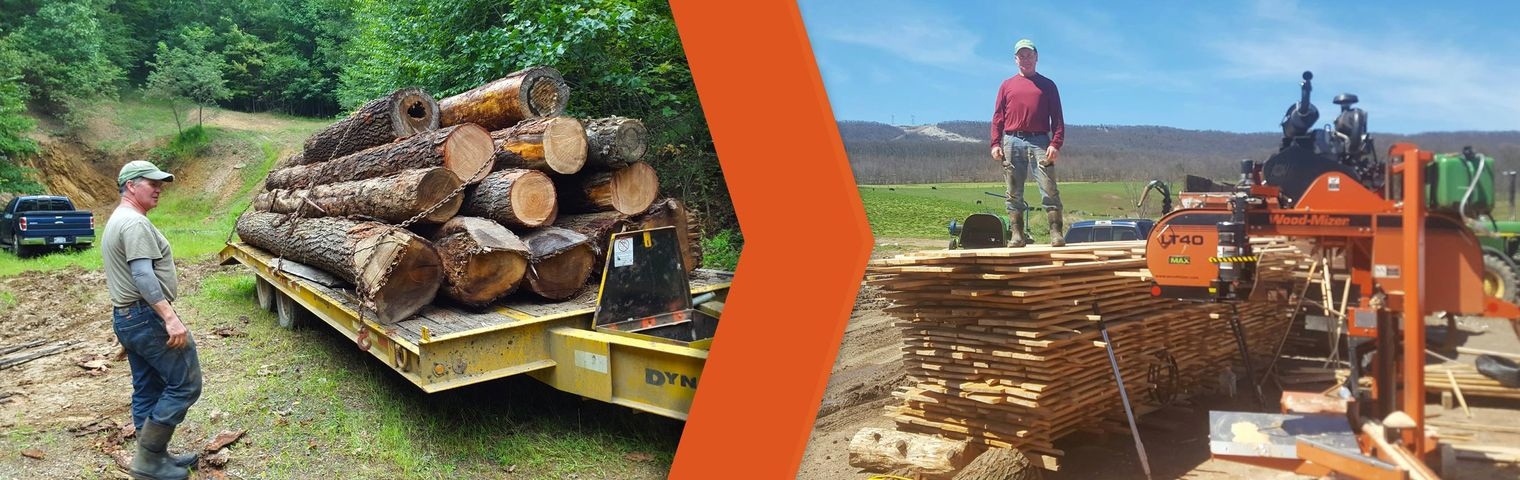 DYN
Wood-Mizer
LT40
MAX